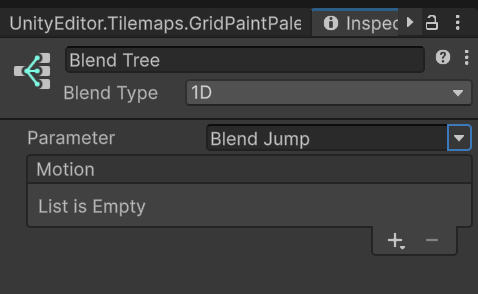 UnityEditor.Tilemaps.GridPaintPale
Inspec
Blend Tree
Blend Type 1D
Parameter Blend Jump
Motion
List is Empty